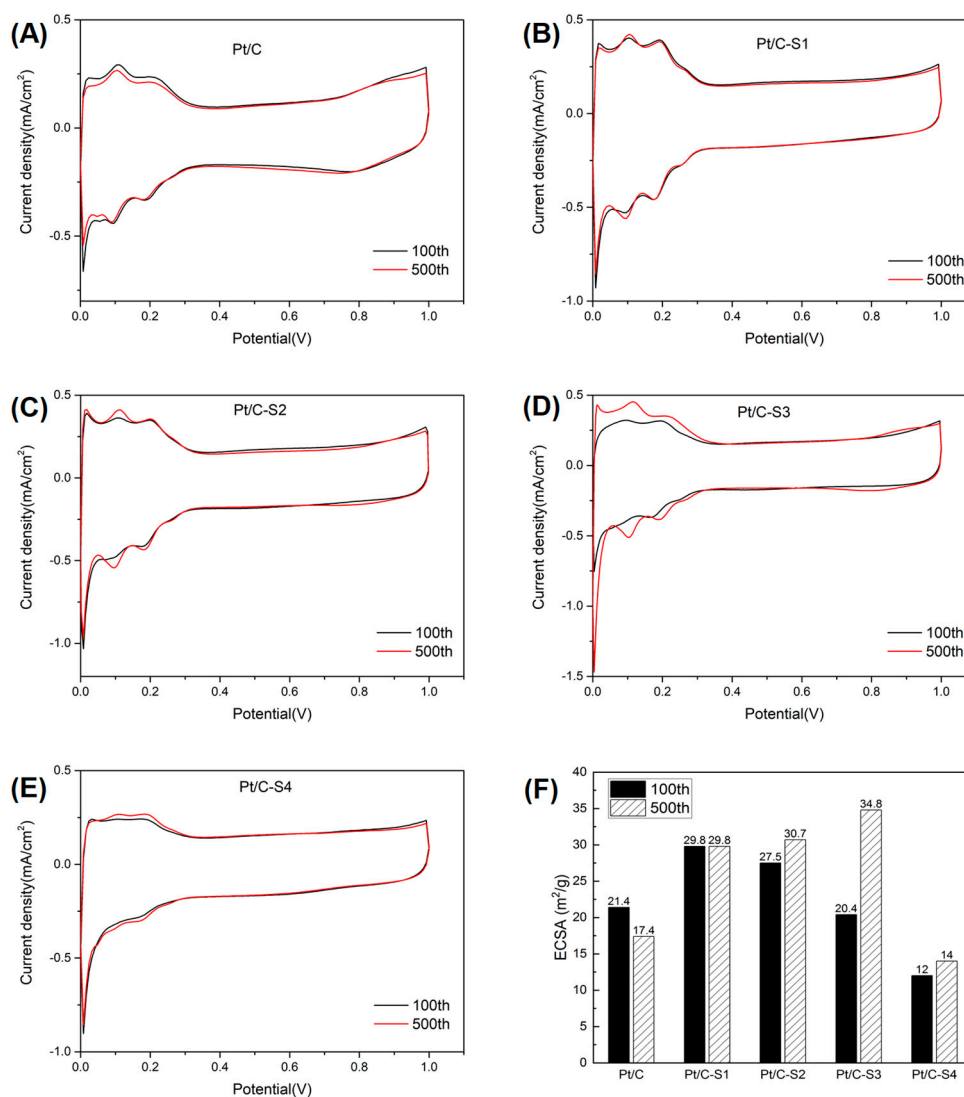 (A)
Pt/C
0.5
0.0
-0.5
Current density(mA/cm²)
100th
500th
0.0 0.2 0.4 0.6 0.8 1.0
Potential(V)
(B)
Pt/C-S1
0.5
0.0
-0.5
-1.0
Current density(mA/cm²)
100th
500th
0.0 0.2 0.4 0.6 0.8 1.0
Potential(V)
(C)
Pt/C-S2
0.5
0.0
-0.5
-1.0
Current density(mA/cm²)
100th
500th
0.0 0.2 0.4 0.6 0.8 1.0
Potential(V)
(D)
Pt/C-S3
0.5
0.0
-0.5
-1.0
-1.5
Current density(mA/cm²)
100th
500th
0.0 0.2 0.4 0.6 0.8 1.0
Potential(V)
(E)
Pt/C-S4
0.5
0.0
-0.5
-1.0
Current density(mA/cm²)
100th
500th
0.0 0.2 0.4 0.6 0.8 1.0
Potential(V)
(F)
100th
500th
40
35
30
25
20
15
10
5
0
ECSA (m²/g)
21.4 17.4 29.8 29.8 27.5 30.7 20.4 34.8 12 14
Pt/C Pt/C-S1 Pt/C-S2 Pt/C-S3 Pt/C-S4